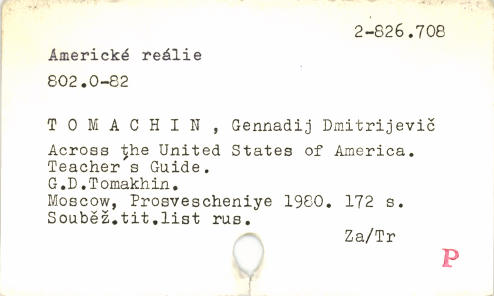 2-826.708
Americké reálie
802.0-82
T O M A C H I N , Gennadij Dmitrijevič
Across the United States of America.
Teacher´s Guide.
G.D.Tomakhin.
Moscow, Prosvescheniye 1980. 172 s.
Souběž.tit.list rus.
Za/Tr
P